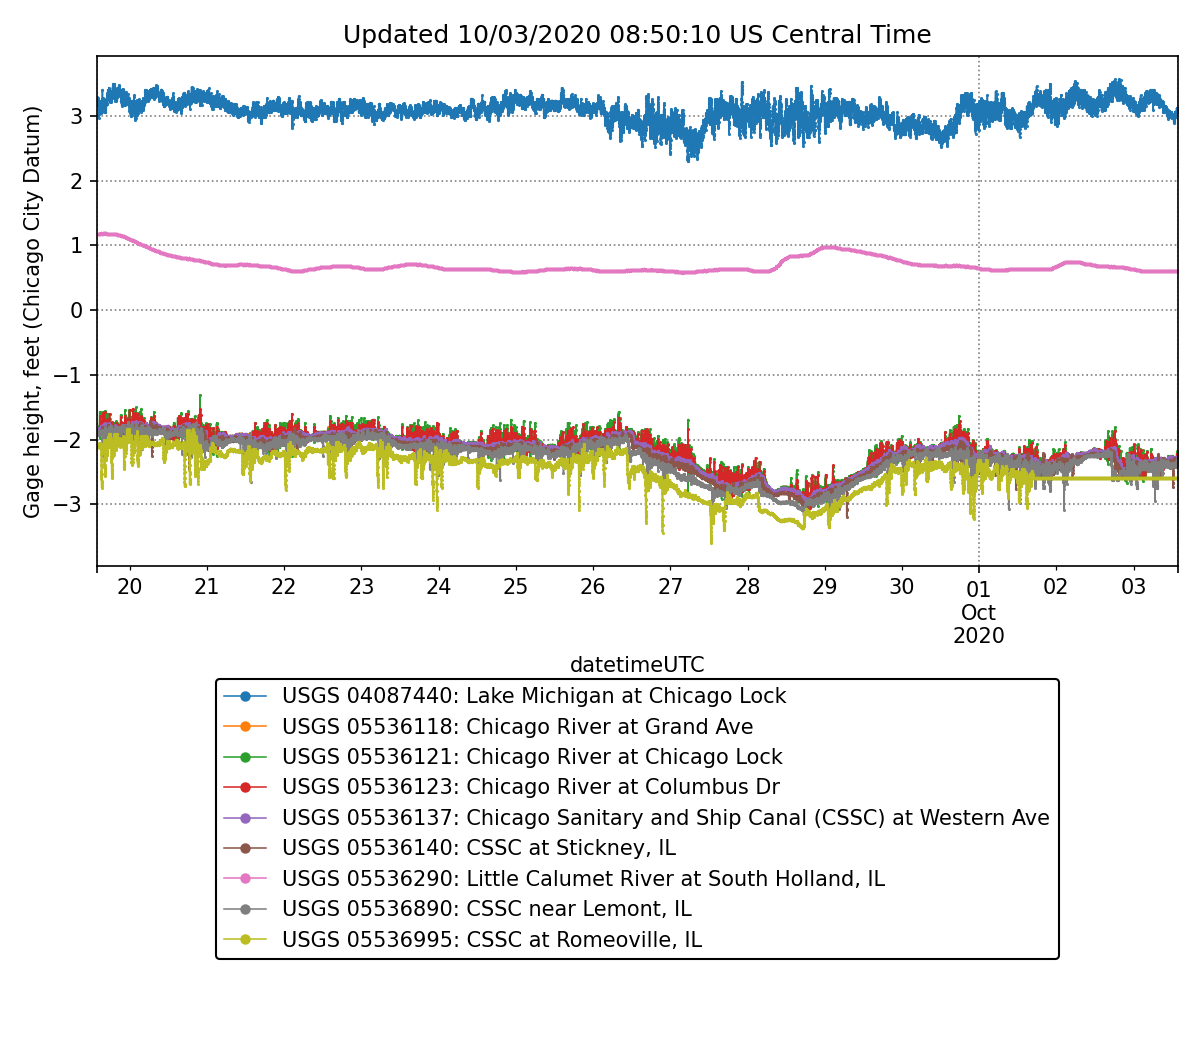 Updated 10/03/2020 08:50:10 US Central Time
Gage height, feet (Chicago City Datum)
3
2
1
0
−1
−2
−3
20 21 22 23 24 25 26 27 28 29 30 01 02 03
Oct
2020
datetimeUTC
USGS 04087440: Lake Michigan at Chicago Lock
USGS 05536118: Chicago River at Grand Ave
USGS 05536121: Chicago River at Chicago Lock
USGS 05536123: Chicago River at Columbus Dr
USGS 05536137: Chicago Sanitary and Ship Canal (CSSC) at Western Ave
USGS 05536140: CSSC at Stickney, IL
USGS 05536290: Little Calumet River at South Holland, IL
USGS 05536890: CSSC near Lemont, IL
USGS 05536995: CSSC at Romeoville, IL